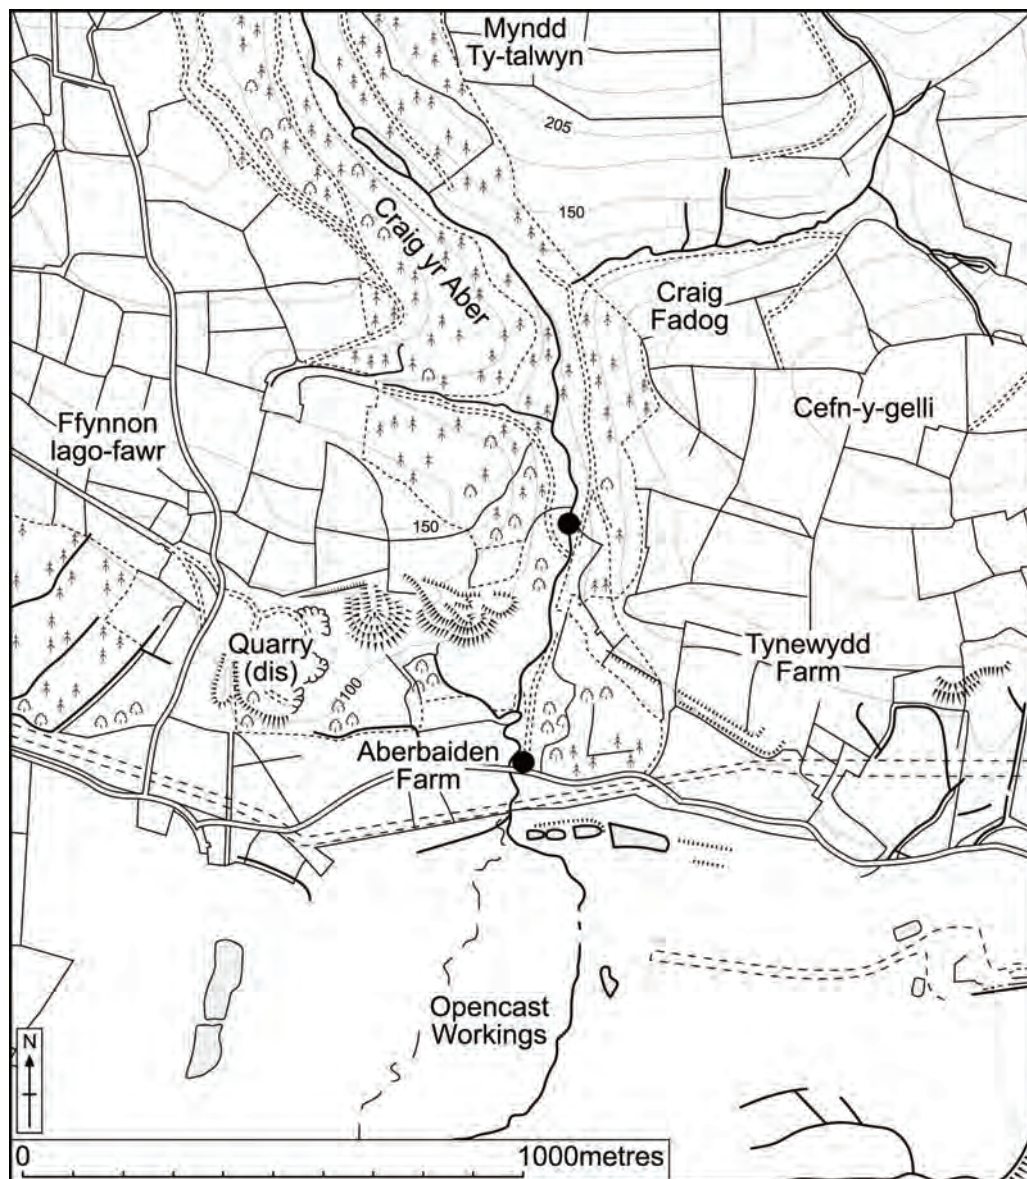 Myndd
Ty-talwyn
205
150
Craig yr Aber
Craig
Fadog
Ffynnon
Iago-fawr
Cefn-y-gelli
150
Quarry
(dis)
100
Tynewydd
Farm
Aberbaiden
Farm
Opencast
Workings
N
0
1000metres